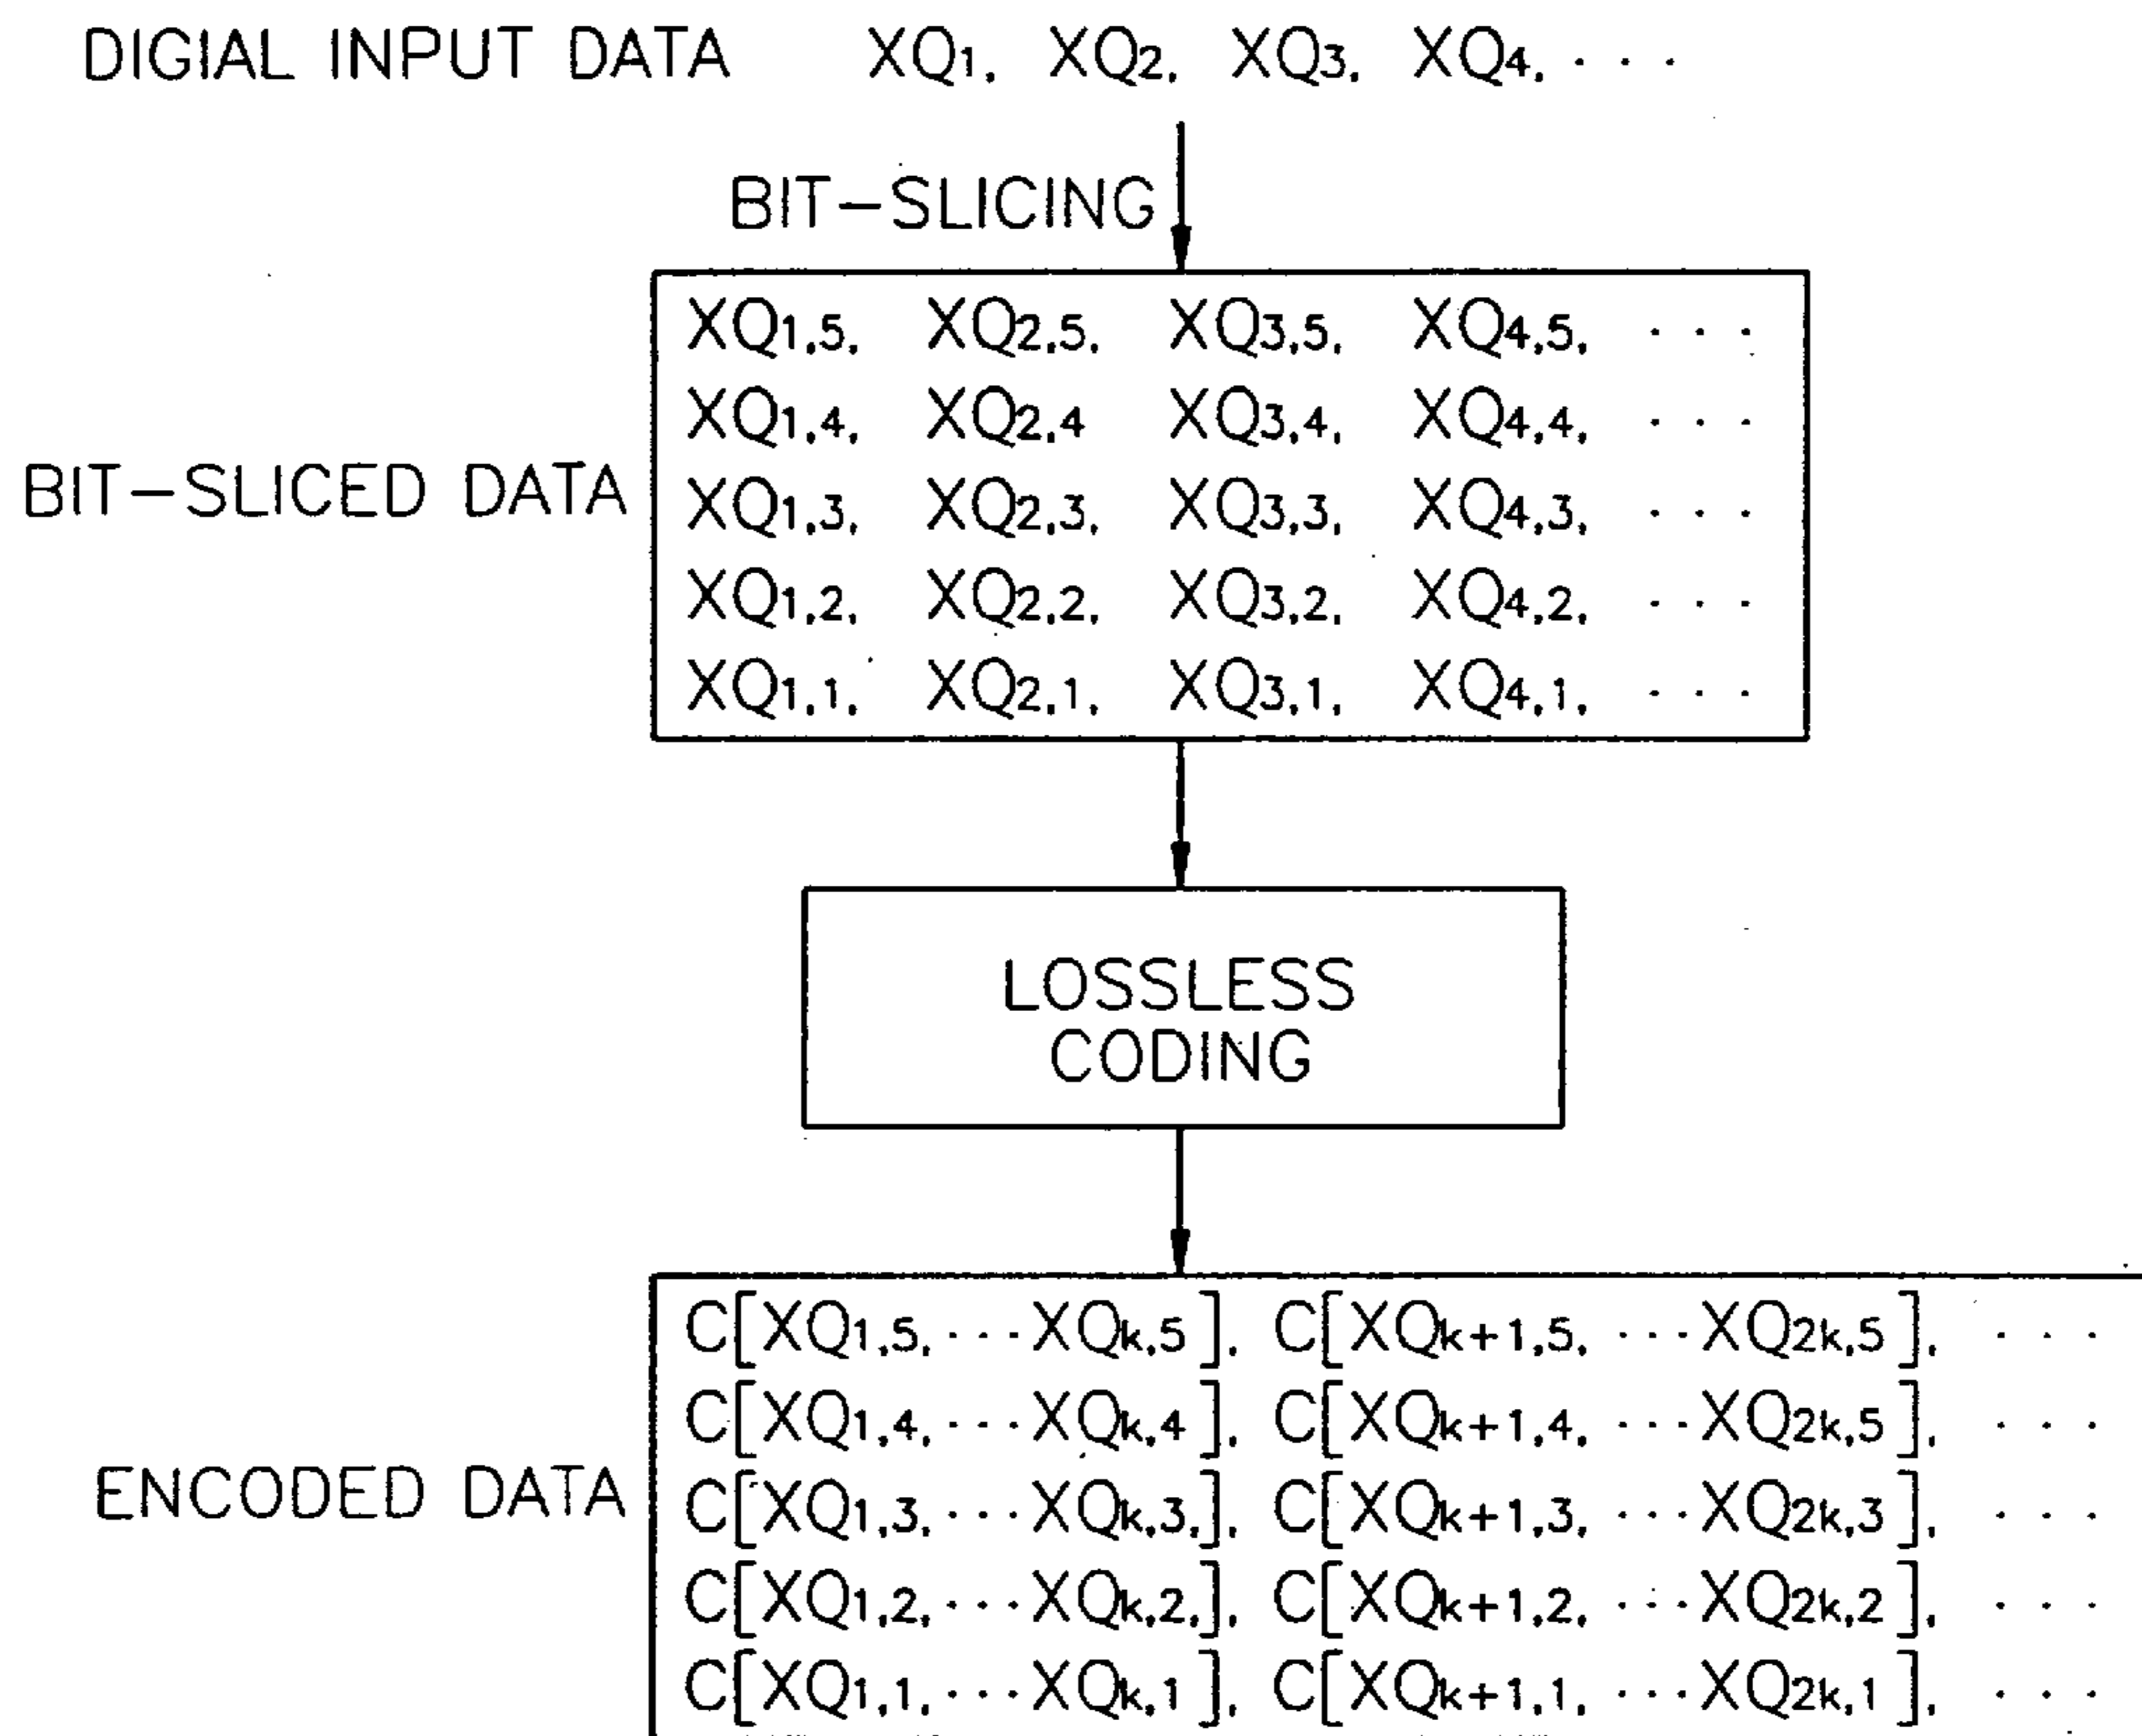 DIGIAL INPUT DATA XQ1, XQ2, XQ3, XQ4, ...
BIT-SLICING
XQ1,5, XQ2,5, XQ3,5, XQ4,5, ...
XQ1,4, XQ2,4 XQ3,4, XQ4,4, ...
BIT-SLICED DATA
XQ1,3, XQ2,3, XQ3,3, XQ4,3, ...
XQ1,2, XQ2,2, XQ3,2, XQ4,2, ...
XQ1,1, XQ2,1, XQ3,1, XQ4,1, ...
LOSSLESS
CODING
C[XQ1,5, ...XQk,5], C[XQk+1,5, ...XQ2k,5], ...
C[XQ1,4, ...XQk,4], C[XQk+1,4, ...XQ2k,5], ...
ENCODED DATA
C[XQ1,3, ...XQk,3,], C[XQk+1,3, ...XQ2k,3], ...
C[XQ1,2, ...XQk,2,], C[XQk+1,2, ...XQ2k,2], ...
C[XQ1,1, ...XQk,1], C[XQk+1,1, ...XQ2k,1], ...